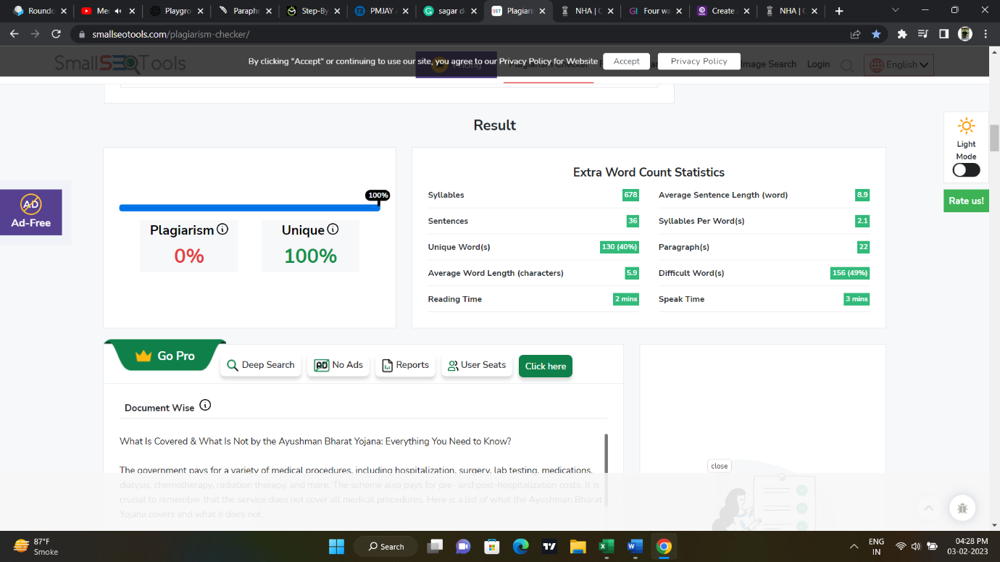 Roundc
Mer
Playgro
Paraphr
Step-By
PMJAY A
sagar d
SST Plagiari
NHA | C
GI Four wa
Create A
NHA | C
smallseotools.com/plagiarism-checker/
SmallSEOTools
By clicking "Accept" or continuing to use our site, you agree to our Privacy Policy for Website
Accept
Privacy Policy
Pricing
Plagiarism Checker
Image Search
Login
English
Result
Light
Mode
Rate us!
AD
Ad-Free
100%
Plagiarism
0%
Unique
100%
Extra Word Count Statistics
Syllables 678
Average Sentence Length (word) 8.9
Sentences 36
Syllables Per Word(s) 2.1
Unique Word(s) 130 (40%)
Paragraph(s) 22
Average Word Length (characters) 5.9
Difficult Word(s) 156 (49%)
Reading Time 2 mins
Speak Time 3 mins
Go Pro
Deep Search
AD No Ads
Reports
User Seats
Click here
Document Wise
What Is Covered & What Is Not by the Ayushman Bharat Yojana: Everything You Need to Know?
The government pays for a variety of medical procedures, including hospitalization, surgery, lab testing, medications,
dialysis, chemotherapy, radiation therapy, and more. The scheme also pays for pre- and post-hospitalization costs. It is
crucial to remember that the service does not cover all medical procedures. Here is a list of what the Ayushman Bharat
Yojana covers and what it does not.
close
87°F
Smoke
Search
ENG
IN
04:28 PM
03-02-2023